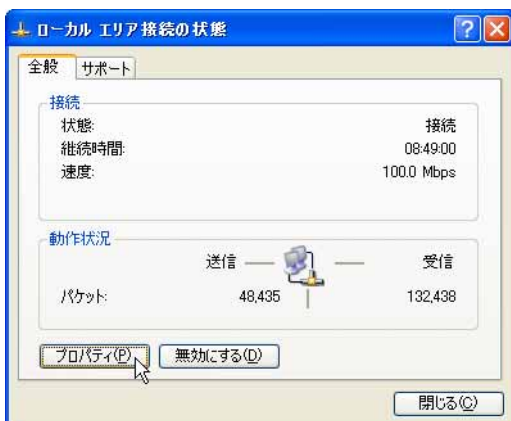 ローカル エリア接続の状態
全般 サポート
接続
状態: 接続
継続時間: 08:49:00
速度: 100.0 Mbps
動作状況
送信 受信
パケット: 48,435 132,438
プロパティ(P) 無効にする(D)
閉じる(C)